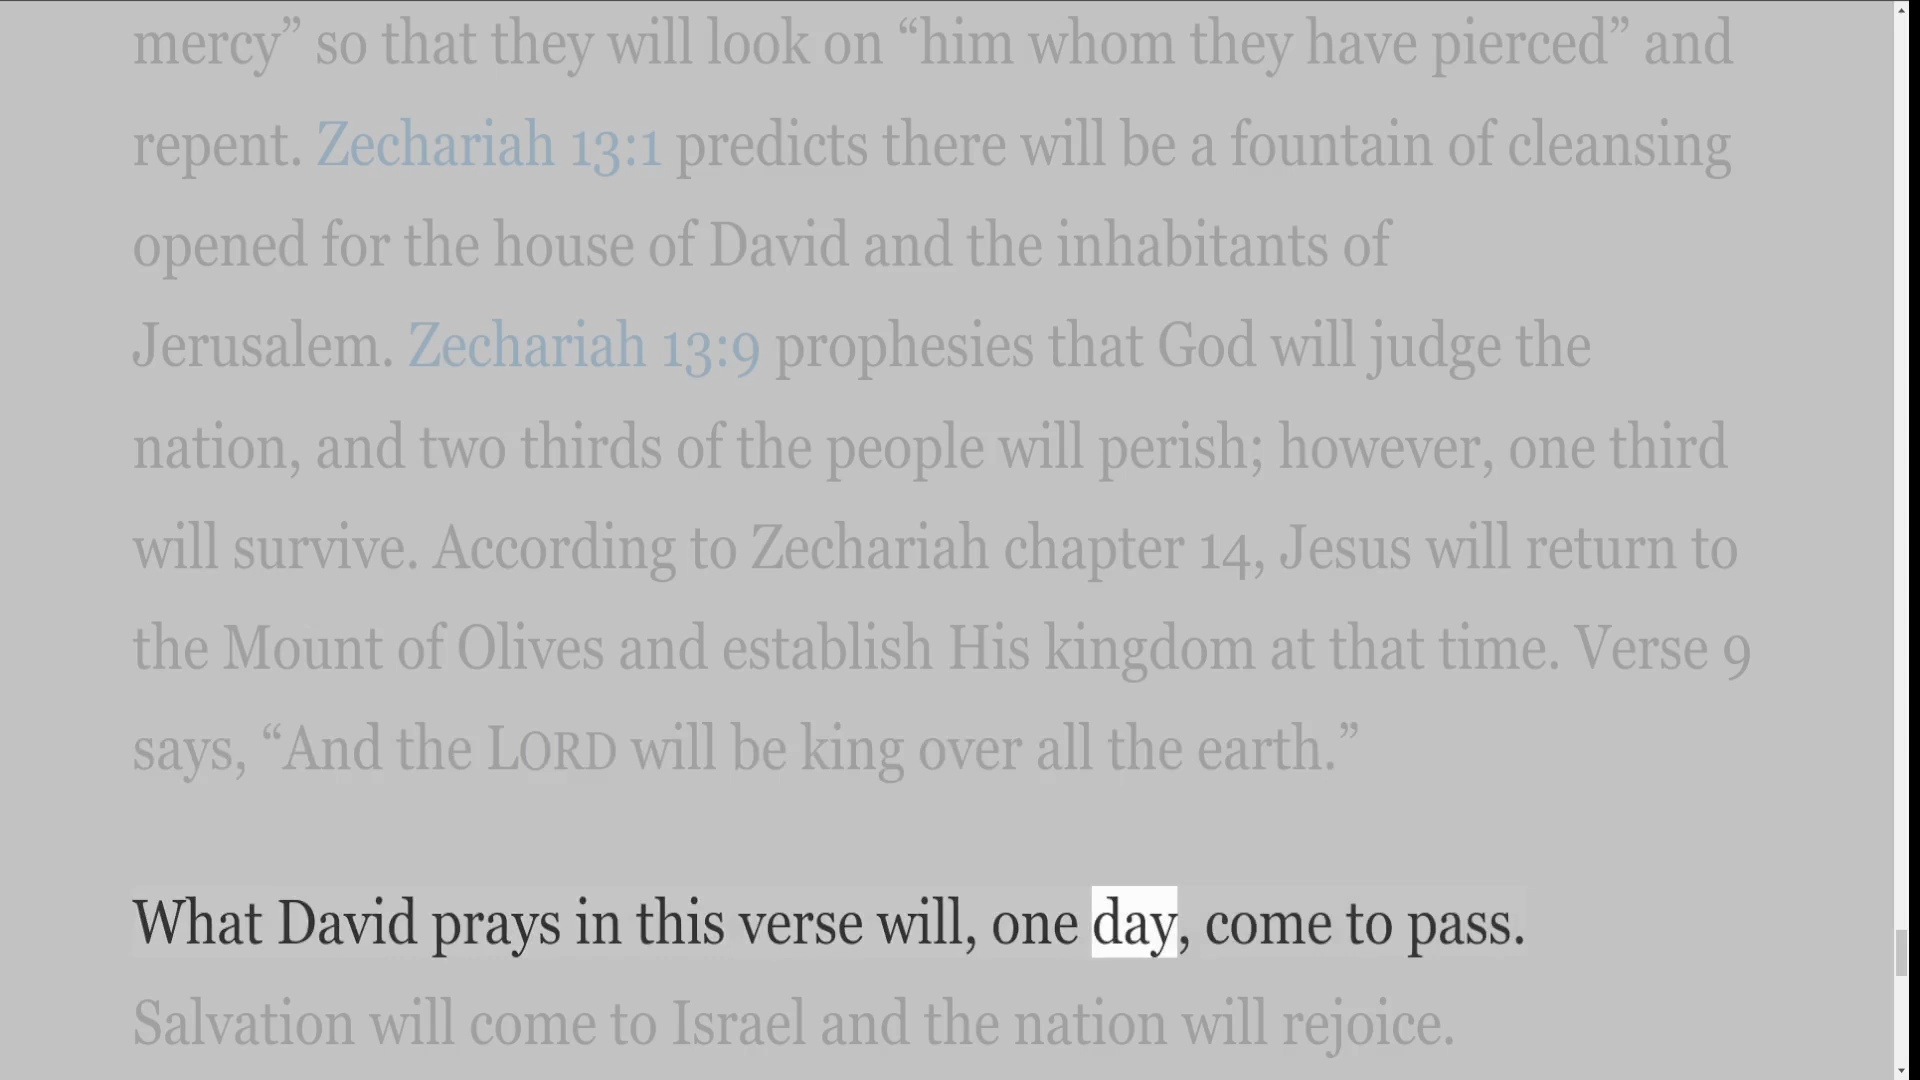 mercy” so that they will look on “him whom they have pierced” and
repent. Zechariah 13:1 predicts there will be a fountain of cleansing
opened for the house of David and the inhabitants of
Jerusalem. Zechariah 13:9 prophesies that God will judge the
nation, and two thirds of the people will perish; however, one third
will survive. According to Zechariah chapter 14, Jesus will return to
the Mount of Olives and establish His kingdom at that time. Verse 9
says, “And the LORD will be king over all the earth.”
What David prays in this verse will, one day, come to pass.
Salvation will come to Israel and the nation will rejoice.